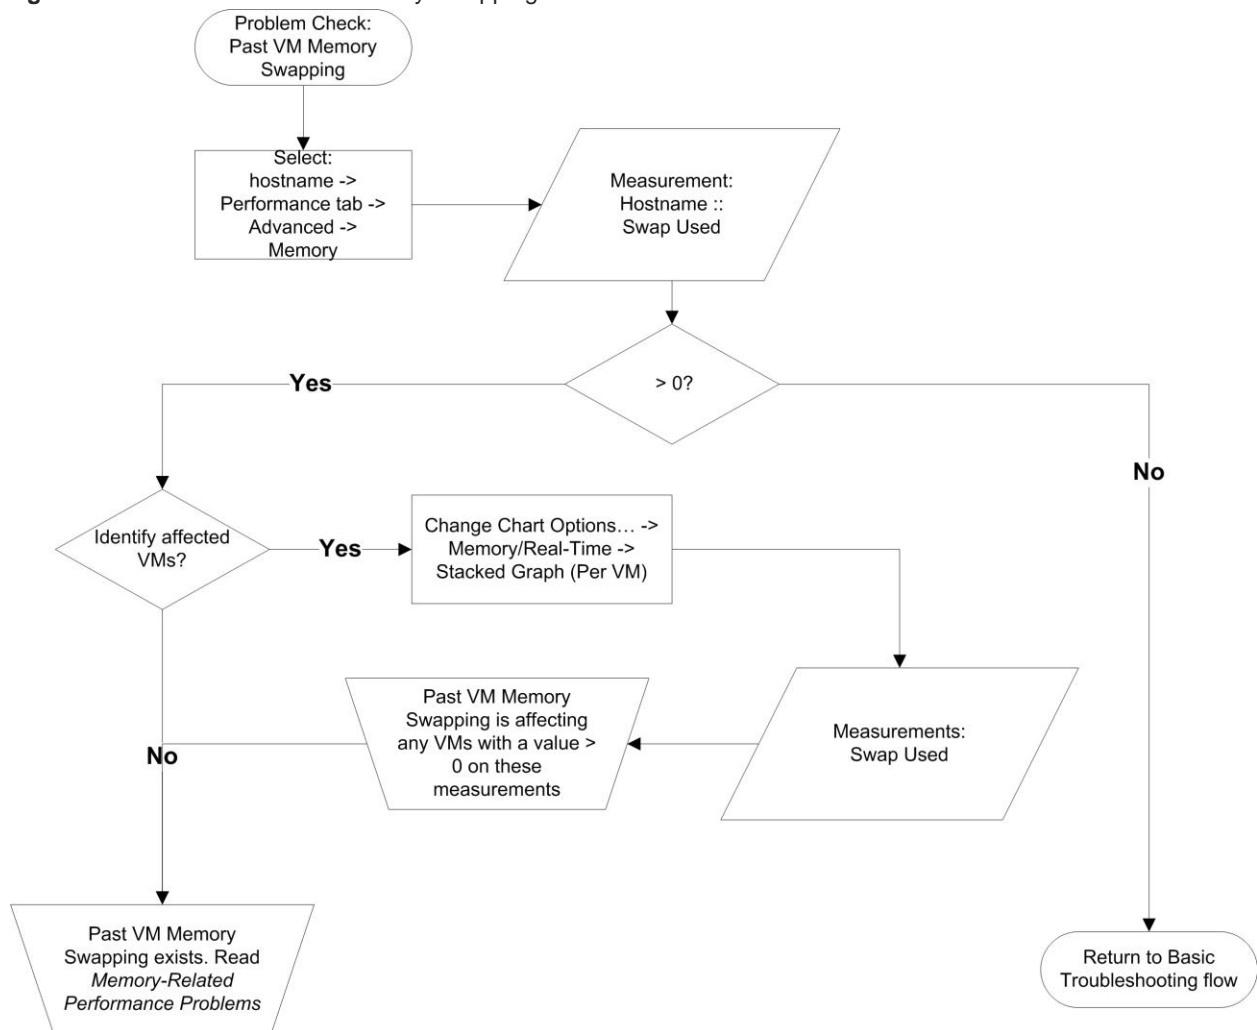 Problem Check:
Past VM Memory
Swapping
Select:
hostname ->
Performance tab ->
Advanced ->
Memory
Measurement:
Hostname ::
Swap Used
> 0?
Yes
No
Identify affected
VMs?
Yes
Change Chart Options… ->
Memory/Real-Time ->
Stacked Graph (Per VM)
Measurements:
Swap Used
Past VM Memory
Swapping is affecting
any VMs with a value >
0 on these
measurements
No
Past VM Memory
Swapping exists. Read
Memory-Related
Performance Problems
Return to Basic
Troubleshooting flow